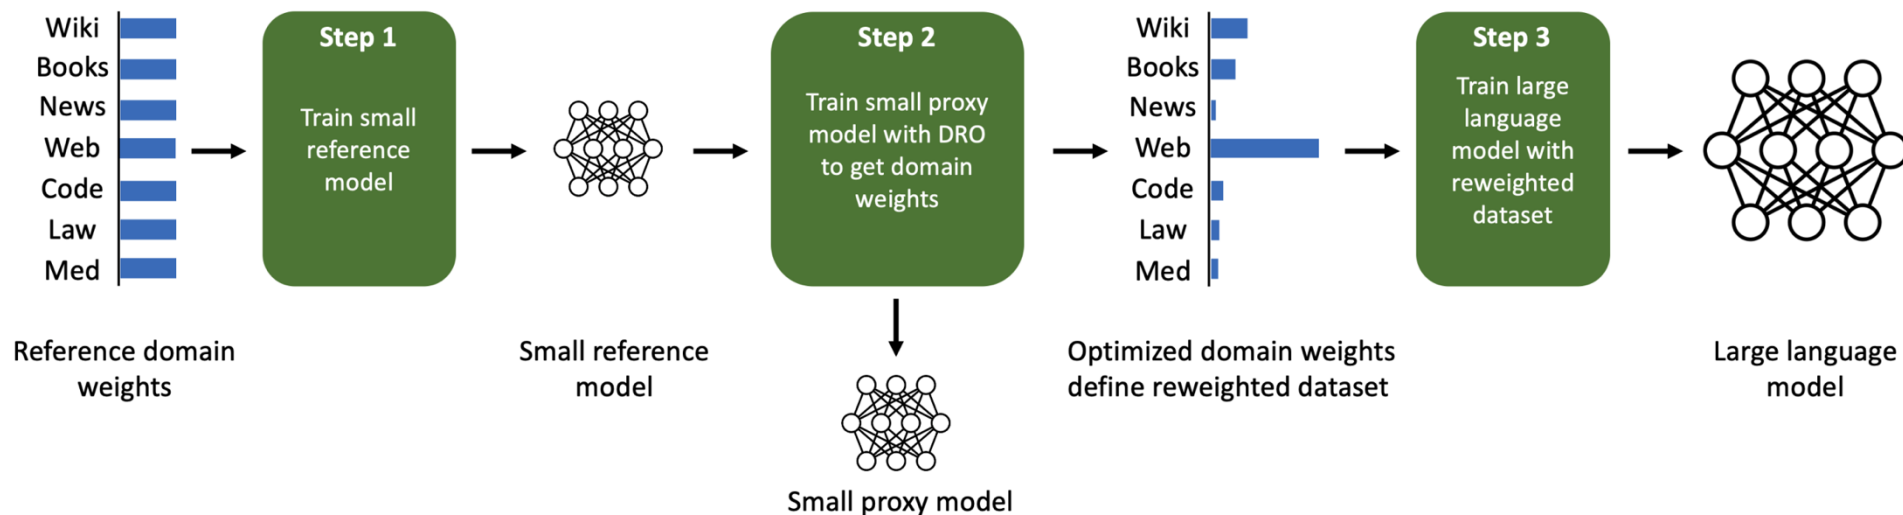 Wiki
Books
News
Web
Code
Law
Med
Reference domain
weights
Step 1
Train small
reference
model
Small reference
model
Step 2
Train small proxy
model with DRO
to get domain
weights
Small proxy model
Wiki
Books
News
Web
Code
Law
Med
Optimized domain weights
define reweighted dataset
Step 3
Train large
language
model with
reweighted
dataset
Large language
model